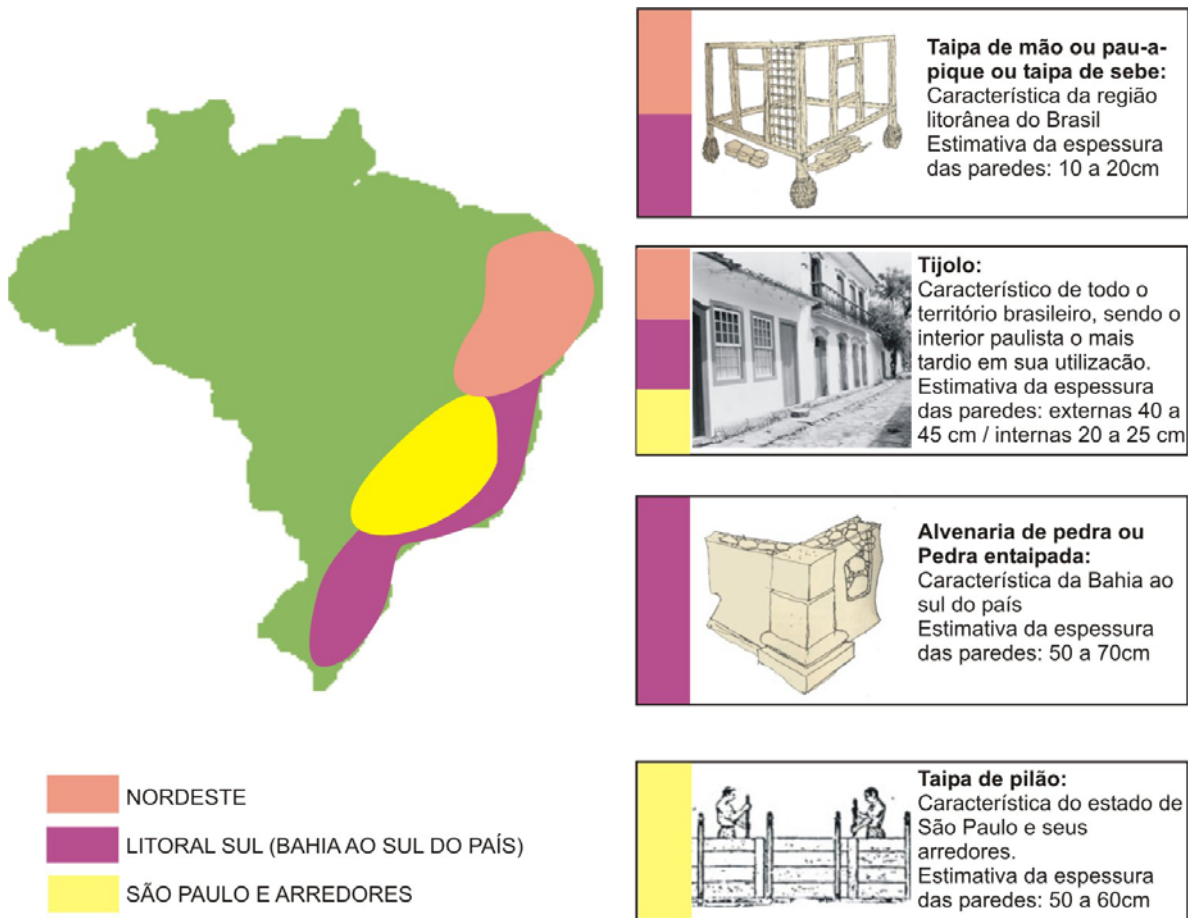 Taipa de mão ou pau-a-
pique ou taipa de sebe:
Característica da região
litorânea do Brasil
Estimativa da espessura
das paredes: 10 a 20cm
Tijolo:
Característico de todo o
território brasileiro, sendo o
interior paulista o mais
tardio em sua utilizacão.
Estimativa da espessura
das paredes: externas 40 a
45 cm / internas 20 a 25 cm
Alvenaria de pedra ou
Pedra entaipada:
Característica da Bahia ao
sul do país
Estimativa da espessura
das paredes: 50 a 70cm
Taipa de pilão:
Característica do estado de
São Paulo e seus
arredores.
Estimativa da espessura
das paredes: 50 a 60cm
NORDESTE
LITORAL SUL (BAHIA AO SUL DO PAÍS)
SÃO PAULO E ARREDORES